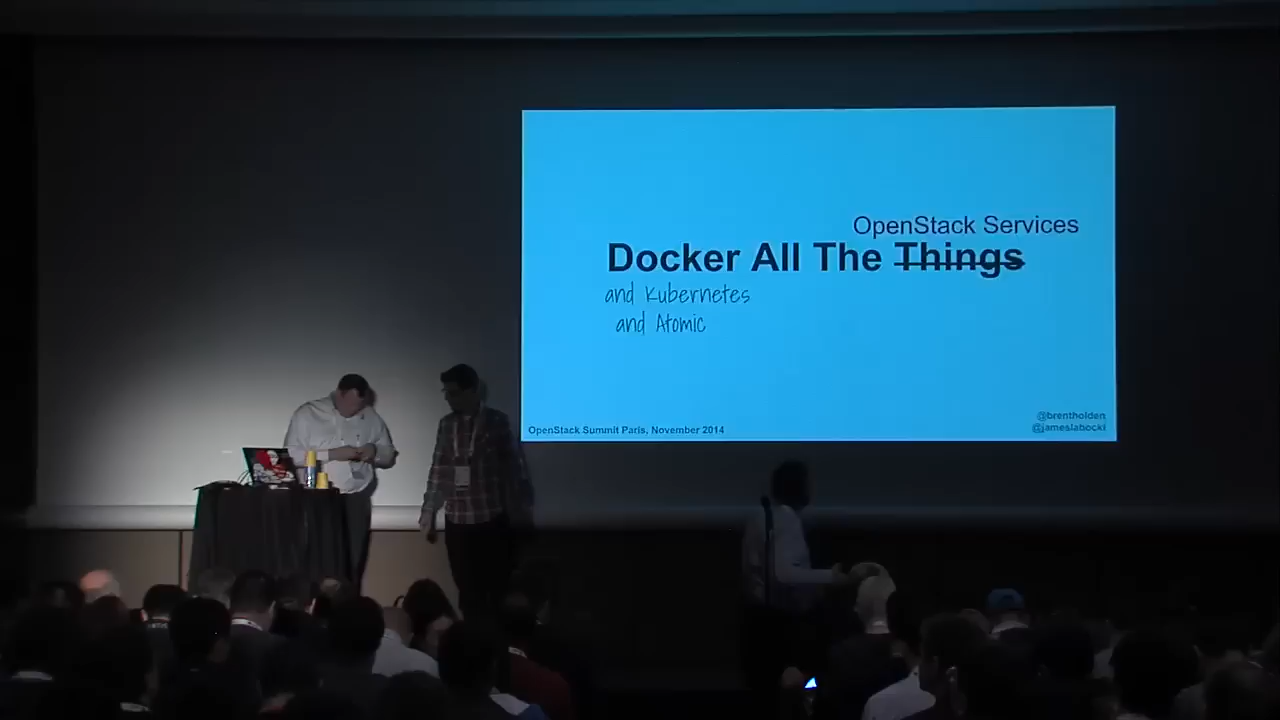 OpenStack Services
Docker All The Things
and Kubernetes
and Atomic
@brentholden
@jameslabocki
OpenStack Summit Paris, November 2014